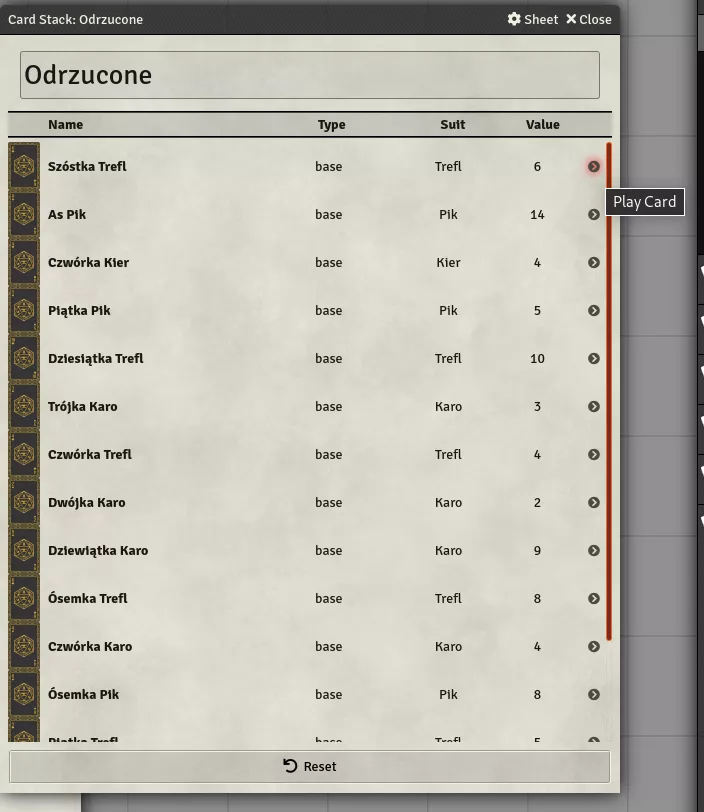 Card Stack: Odrzucone Sheet Close
Odrzucone
Name Type Suit Value
Szóstka Trefl base Trefl 6
As Pik base Pik 14
Play Card
Czwórka Kier base Kier 4
Piątka Pik base Pik 5
Dziesiątka Trefl base Trefl 10
Trójka Karo base Karo 3
Czwórka Trefl base Trefl 4
Dwójka Karo base Karo 2
Dziewiątka Karo base Karo 9
Ósemka Trefl base Trefl 8
Czwórka Karo base Karo 4
Ósemka Pik base Pik 8
Piątka Trefl base Trefl 5
Reset